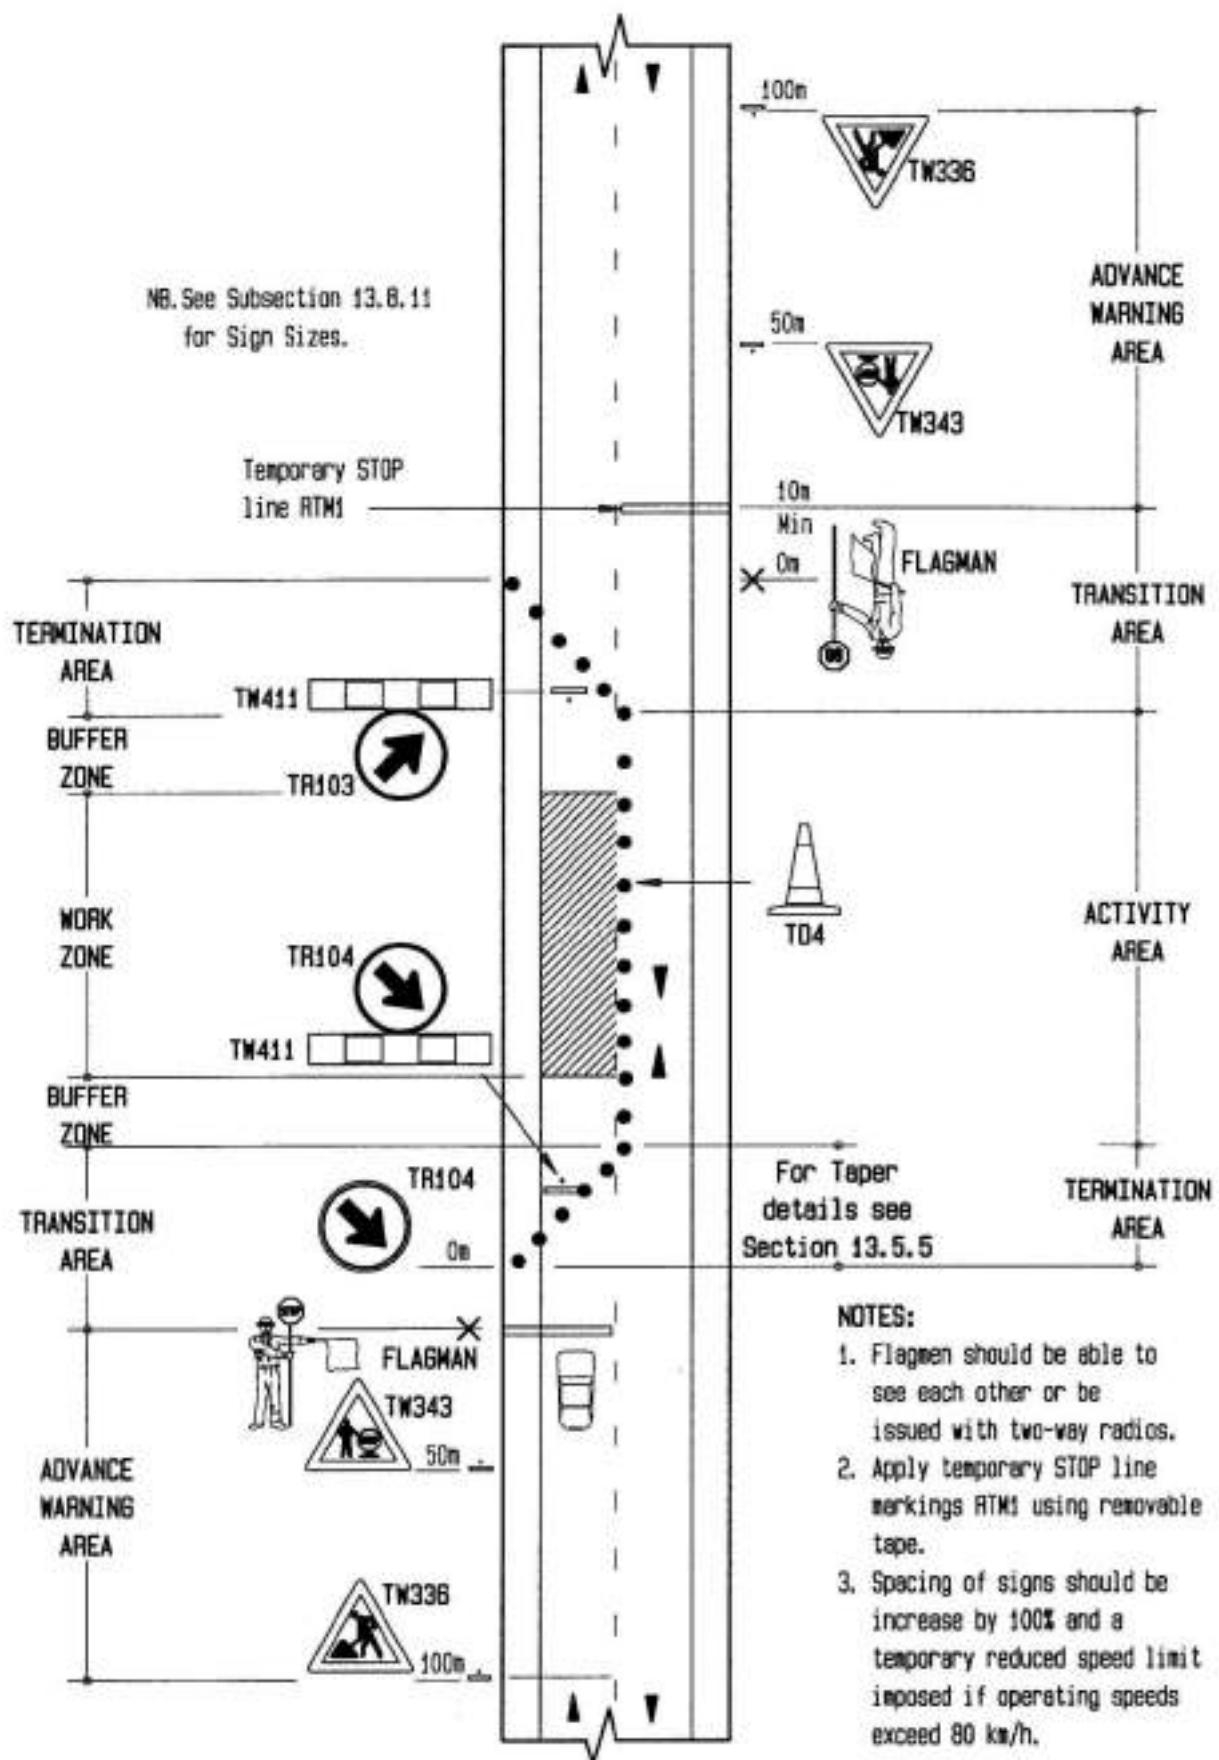 100m
TW336
ADVANCE
WARNING
AREA
NB.See Subsection 13.8.11
for Sign Sizes.
50m
TW343
Temporary STOP
line RTM1
10m
Min
0m
FLAGMAN
TRANSITION
AREA
TERMINATION
AREA
TW411
BUFFER
ZONE
TR103
WORK
ZONE
TD4
ACTIVITY
AREA
TR104
TW411
BUFFER
ZONE
TR104
For Taper
details see
Section 13.5.5
TERMINATION
AREA
TRANSITION
AREA
0m
STOP
FLAGMAN
TW343
50m
ADVANCE
WARNING
AREA
TW336
100m
NOTES:
1. Flagmen should be able to
see each other or be
issued with two-way radios.
2. Apply temporary STOP line
markings RTM1 using removable
tape.
3. Spacing of signs should be
increase by 100% and a
temporary reduced speed limit
imposed if operating speeds
exceed 80 km/h.